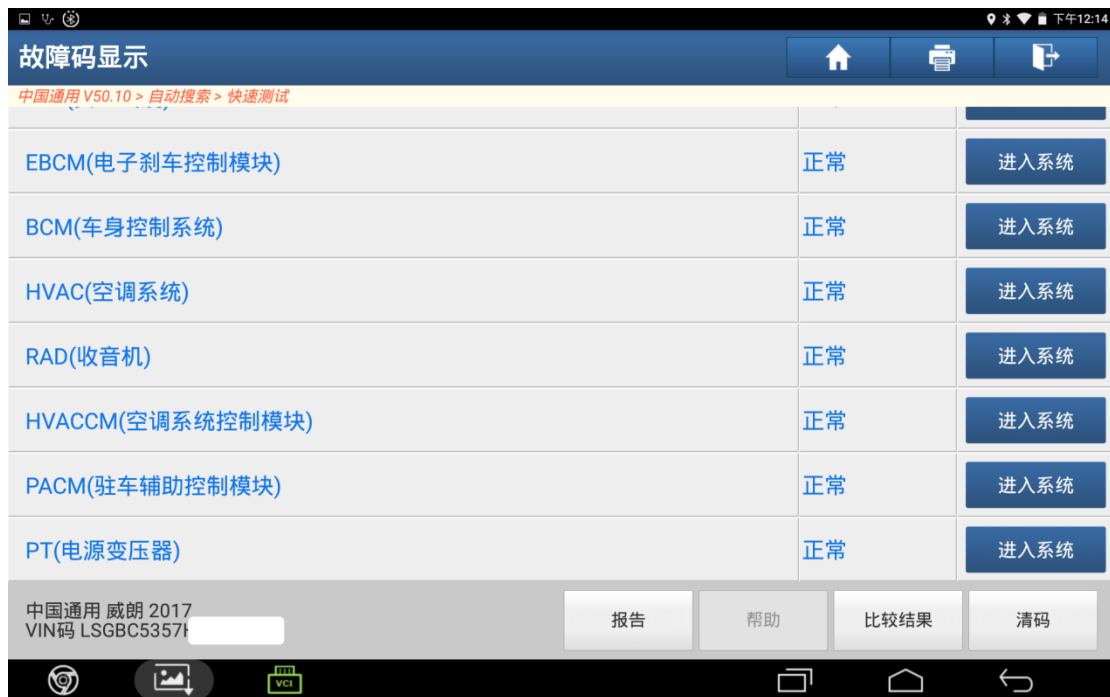 下午12:14
故障码显示
中国通用 V50.10 > 自动搜索 > 快速测试
EBCM(电子刹车控制模块) 正常 进入系统
BCM(车身控制系统) 正常 进入系统
HVAC(空调系统) 正常 进入系统
RAD(收音机) 正常 进入系统
HVACCM(空调系统控制模块) 正常 进入系统
PACM(驻车辅助控制模块) 正常 进入系统
PT(电源变压器) 正常 进入系统
中国通用 威朗 2017
VIN码 LSGBC5357H
报告 帮助 比较结果 清码
VCI